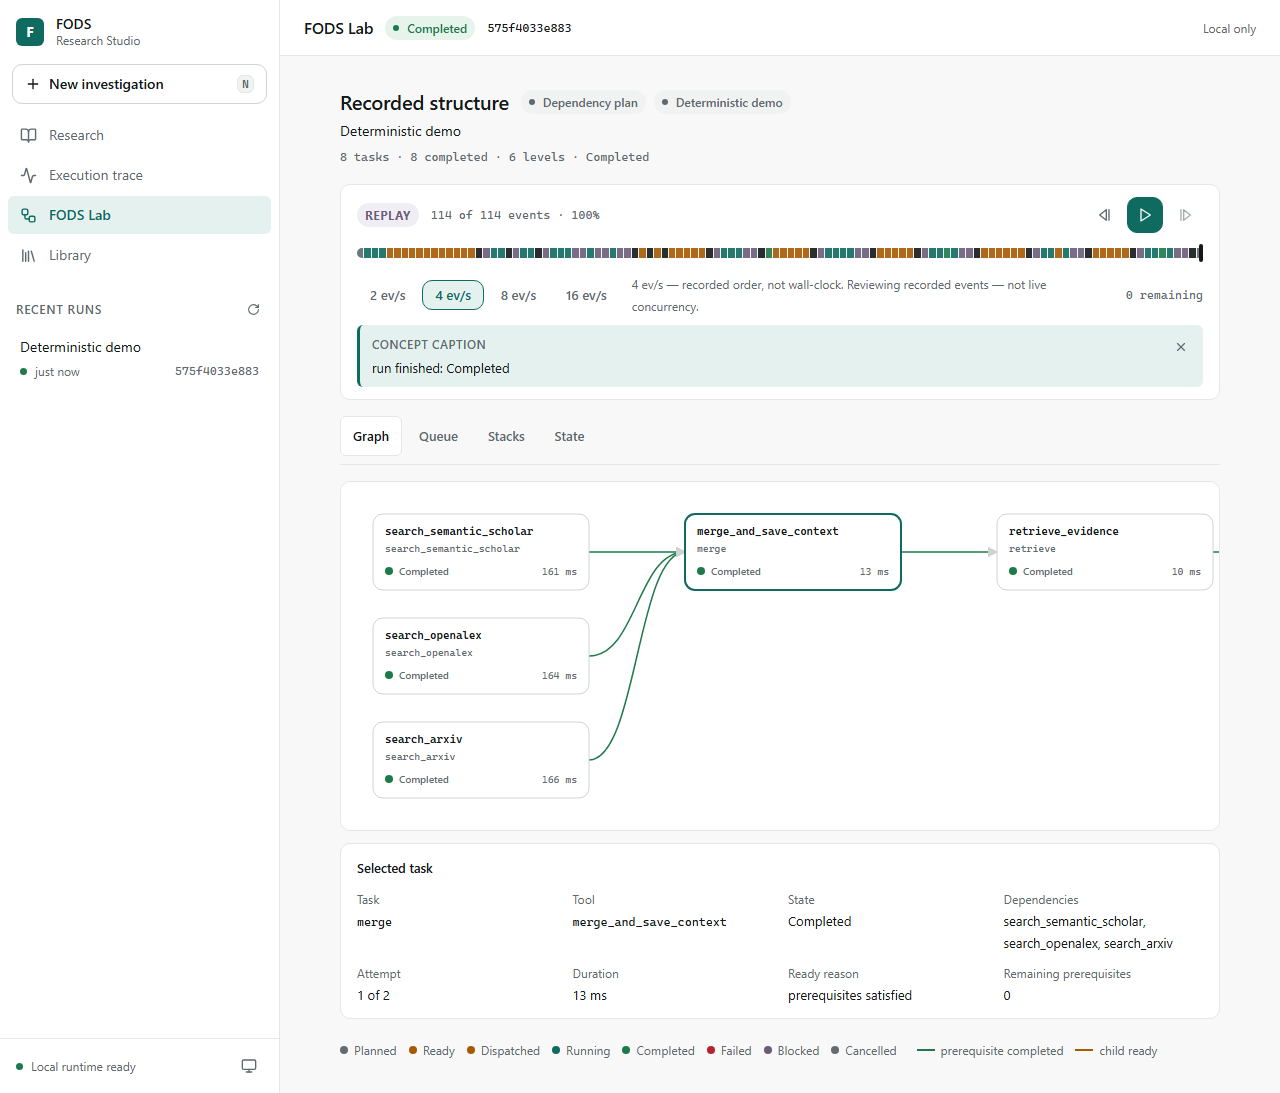 F
FODS
Research Studio
New investigation
N
Research
Execution trace
FODS Lab
Library
RECENT RUNS
Deterministic demo
just now
575f4033e883
Local runtime ready
FODS Lab
Completed
575f4033e883
Local only
Recorded structure
Dependency plan
Deterministic demo
Deterministic demo
8 tasks · 8 completed · 6 levels · Completed
REPLAY
114 of 114 events · 100%
2 ev/s
4 ev/s
8 ev/s
16 ev/s
4 ev/s — recorded order, not wall-clock. Reviewing recorded events — not live
concurrency.
0 remaining
CONCEPT CAPTION
run finished: Completed
Graph
Queue
Stacks
State
search_semantic_scholar
search_semantic_scholar
Completed
161 ms
merge_and_save_context
merge
Completed
13 ms
retrieve_evidence
retrieve
Completed
10 ms
search_openalex
search_openalex
Completed
164 ms
search_arxiv
search_arxiv
Completed
166 ms
Selected task
Task
merge
Tool
merge_and_save_context
State
Completed
Dependencies
search_semantic_scholar,
search_openalex, search_arxiv
Attempt
1 of 2
Duration
13 ms
Ready reason
prerequisites satisfied
Remaining prerequisites
0
Planned
Ready
Dispatched
Running
Completed
Failed
Blocked
Cancelled
prerequisite completed
child ready